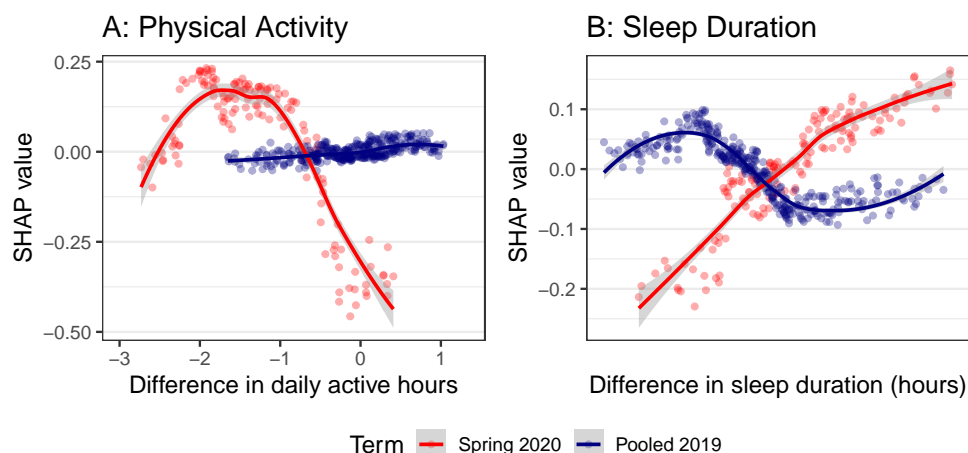 A: Physical Activity
B: Sleep Duration
SHAP value
0.25
0.00
−0.25
−0.50
−3
−2
−1
0
1
Difference in daily active hours
SHAP value
0.1
0.0
−0.1
−0.2
Difference in sleep duration (hours)
Term
Spring 2020
Pooled 2019